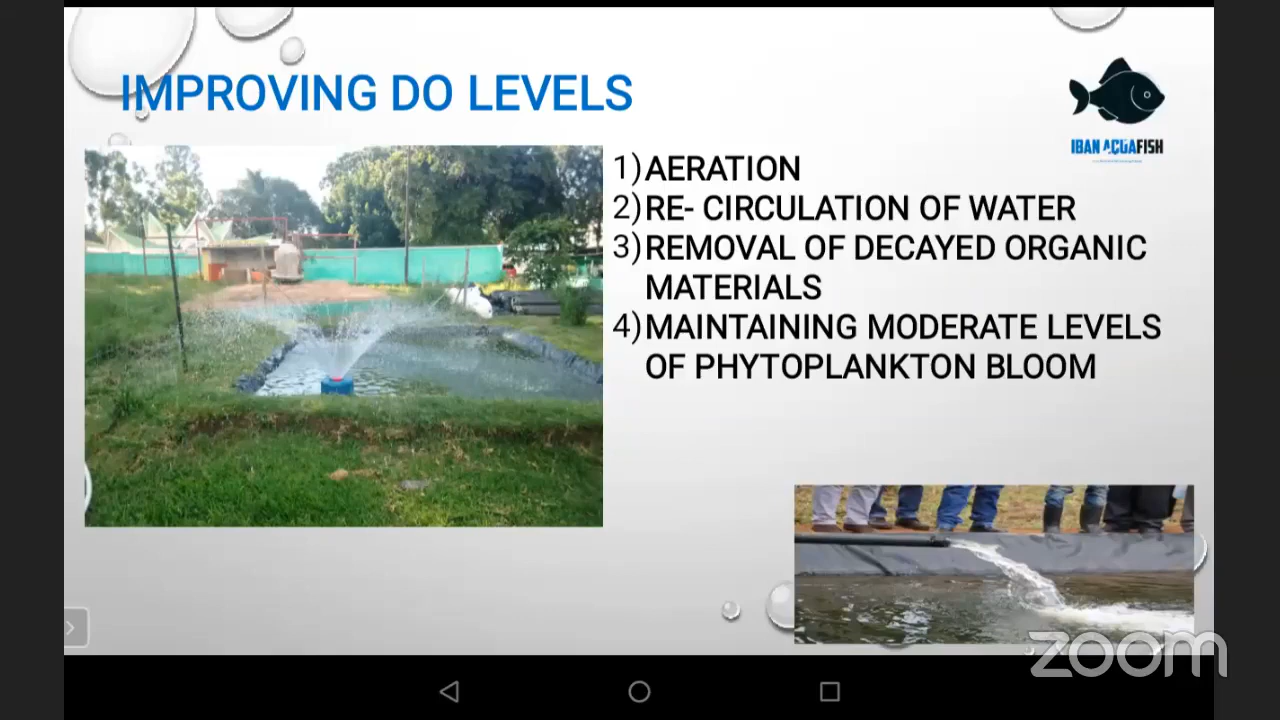 IMPROVING DO LEVELS
IBAN AQUAFISH
1) AERATION
2) RE- CIRCULATION OF WATER
3) REMOVAL OF DECAYED ORGANIC
MATERIALS
4) MAINTAINING MODERATE LEVELS
OF PHYTOPLANKTON BLOOM
zoom